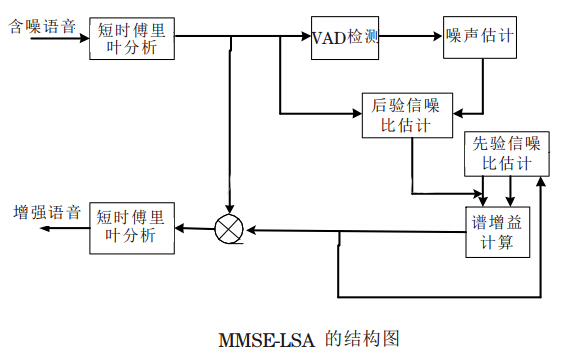 含噪语音
短时傅里
叶分析
VAD检测
噪声估计
后验信噪
比估计
先验信噪
比估计
谱增益
计算
增强语音
短时傅里
叶分析
MMSE-LSA 的结构图